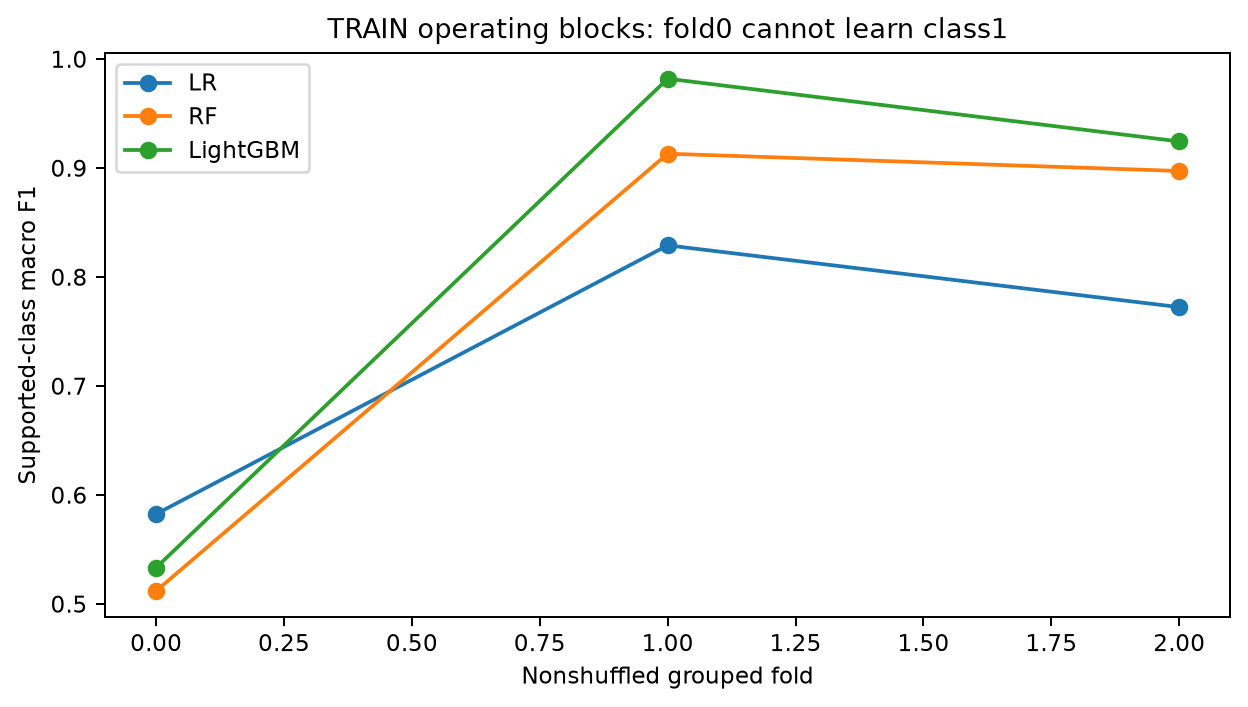 TRAIN operating blocks: fold0 cannot learn class1
LR
RF
LightGBM
Supported-class macro F1
1.0
0.9
0.8
0.7
0.6
0.5
0.00 0.25 0.50 0.75 1.00 1.25 1.50 1.75 2.00
Nonshuffled grouped fold